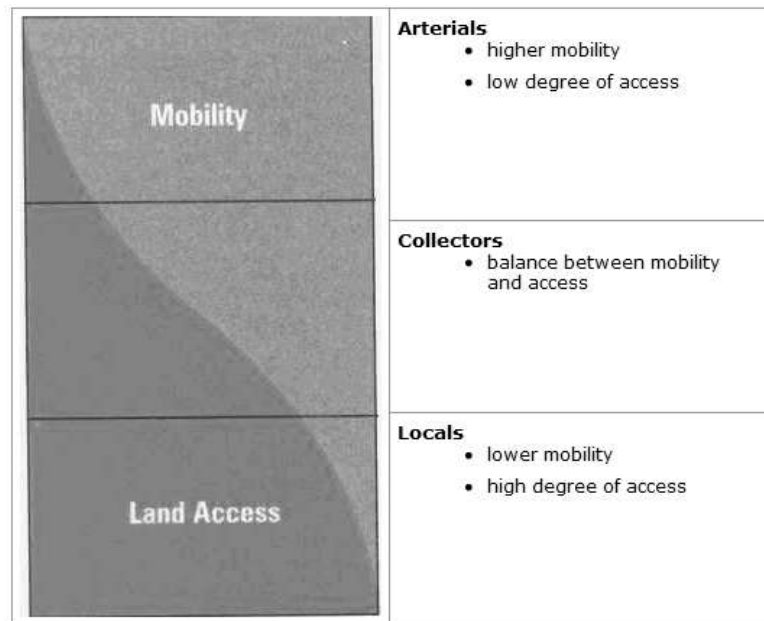 Mobility
Land Access
Arterials
• higher mobility
• low degree of access
Collectors
• balance between mobility
and access
Locals
• lower mobility
• high degree of access